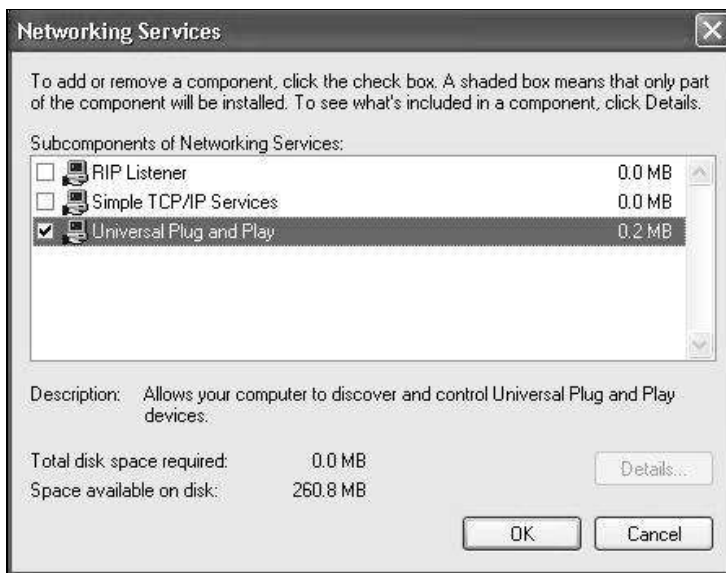 Networking Services
To add or remove a component, click the check box. A shaded box means that only part
of the component will be installed. To see what's included in a component, click Details.
Subcomponents of Networking Services:
RIP Listener 0.0 MB
Simple TCP/IP Services 0.0 MB
Universal Plug and Play 0.2 MB
Description: Allows your computer to discover and control Universal Plug and Play
devices.
Total disk space required: 0.0 MB
Space available on disk: 260.8 MB
Details...
OK Cancel